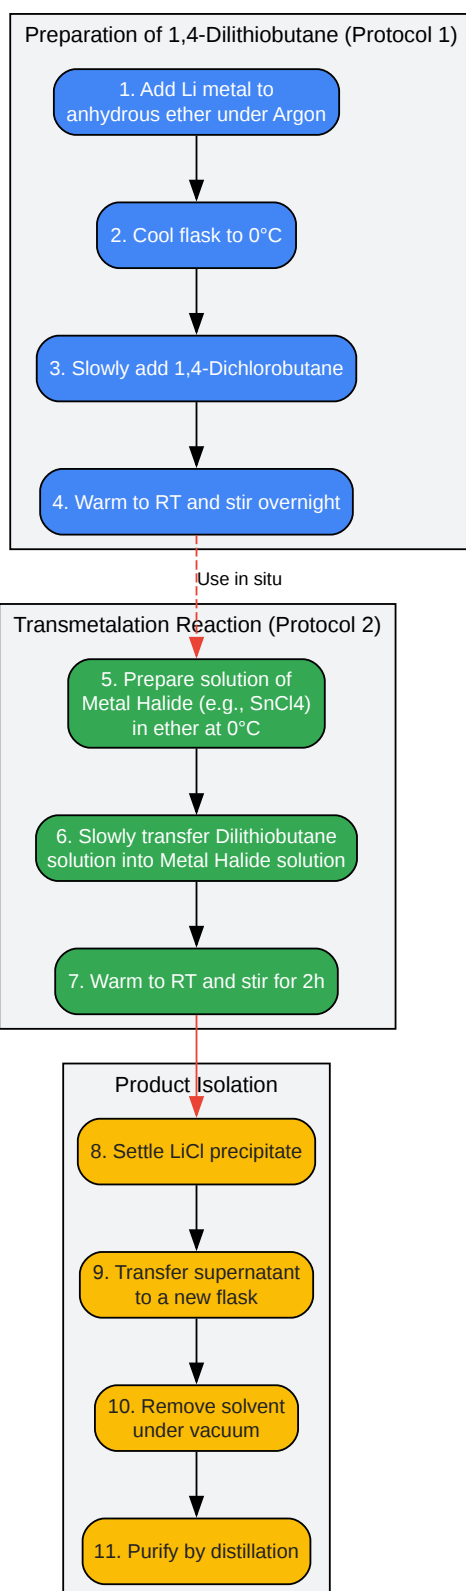 Preparation of 1,4-Dilithiobutane (Protocol 1)
1. Add Li metal to
anhydrous ether under Argon
2. Cool flask to 0°C
3. Slowly add 1,4-Dichlorobutane
4. Warm to RT and stir overnight
Use in situ
Transmetalation Reaction (Protocol 2)
5. Prepare solution of
Metal Halide (e.g., SnCl4)
in ether at 0°C
6. Slowly transfer Dilithiobutane
solution into Metal Halide solution
7. Warm to RT and stir for 2h
Product Isolation
8. Settle LiCl precipitate
9. Transfer supernatant
to a new flask
10. Remove solvent
under vacuum
11. Purify by distillation